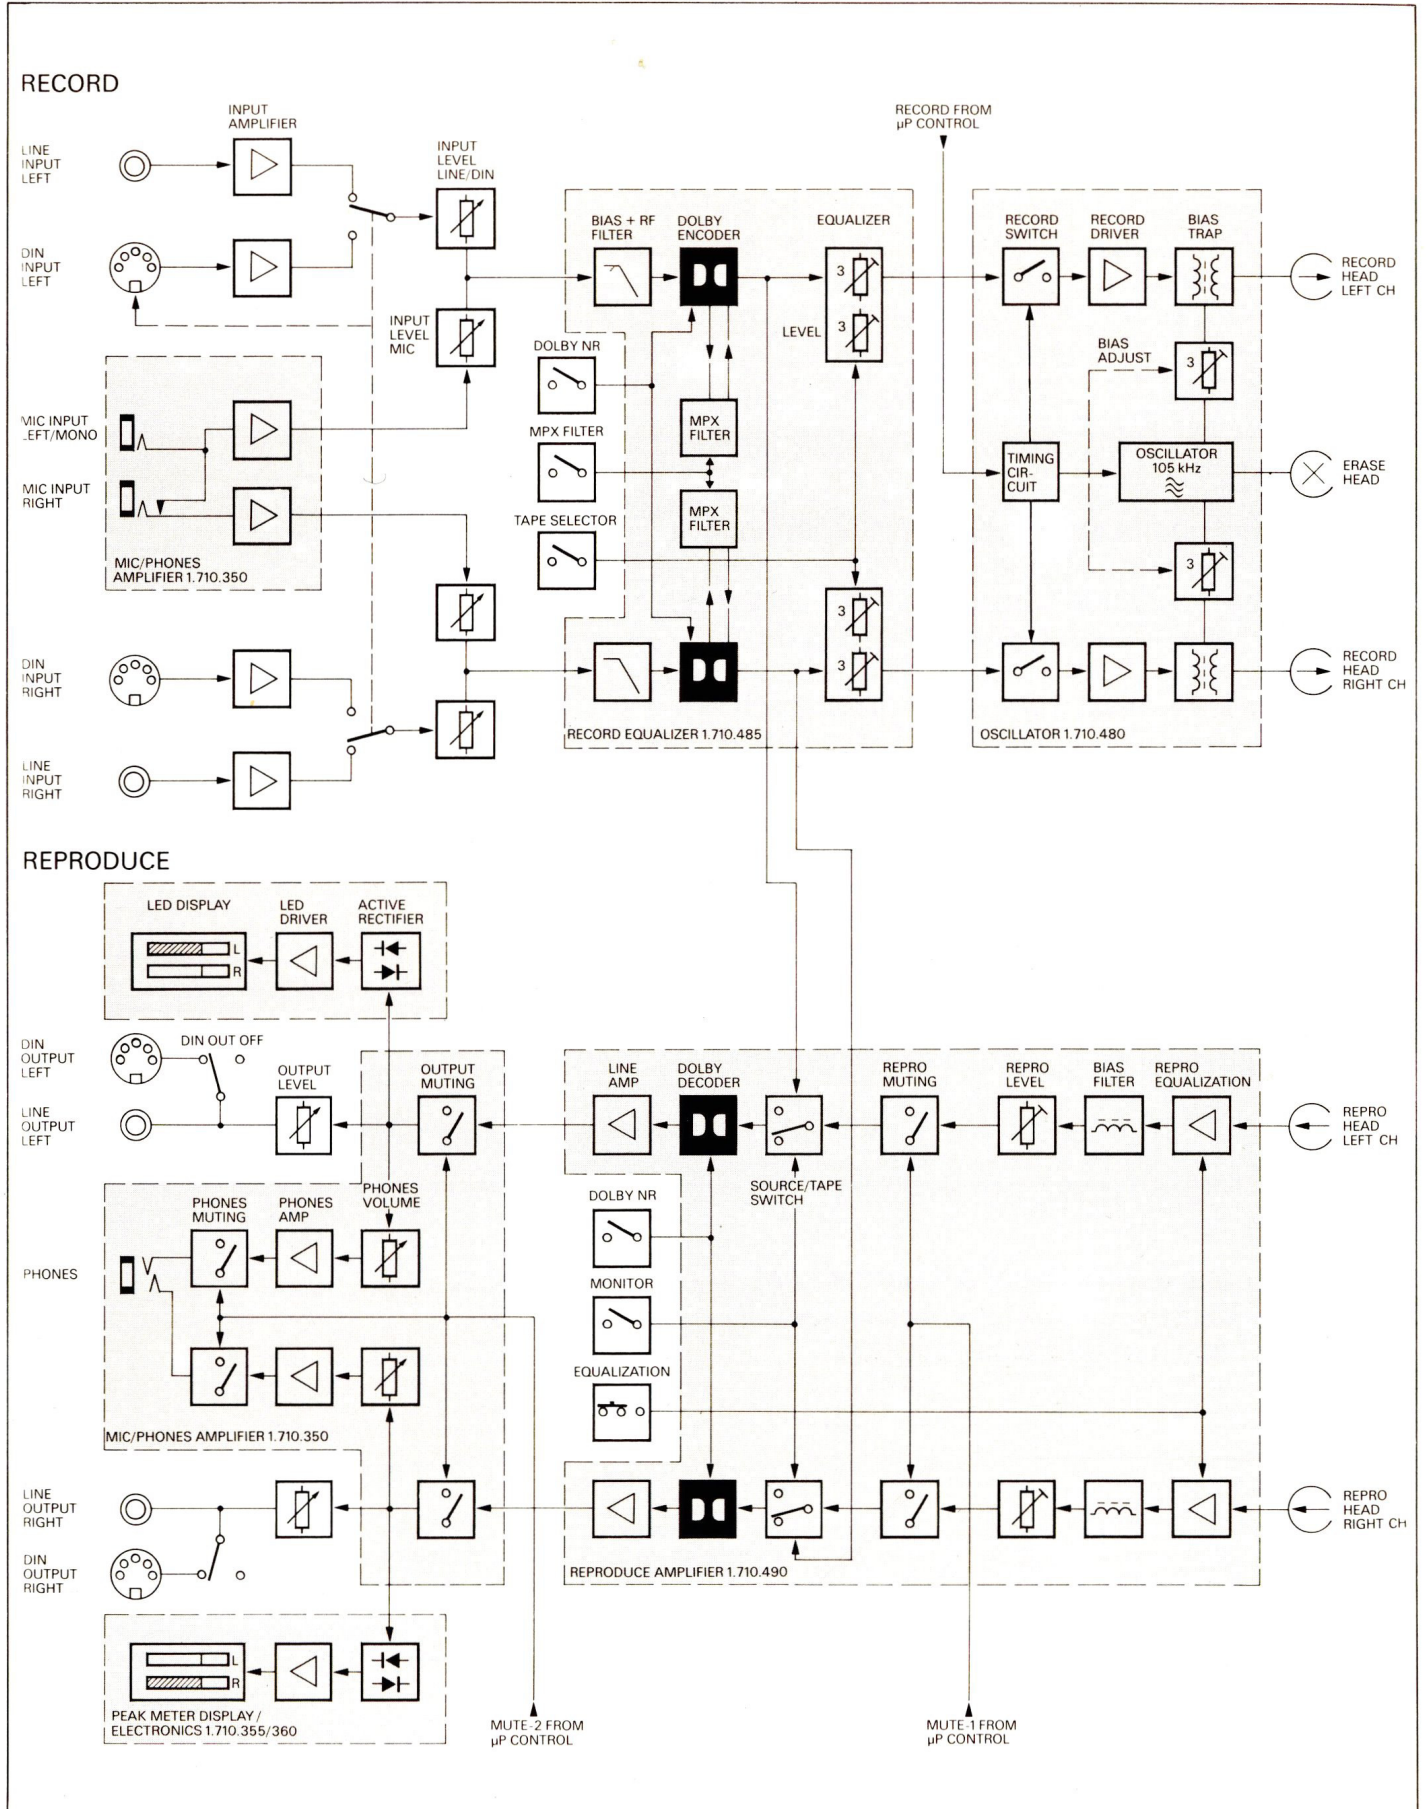 RECORD
INPUT
AMPLIFIER
LINE
INPUT
LEFT
INPUT
LEVEL
LINE/DIN
RECORD FROM
µP CONTROL
DIN
INPUT
LEFT
BIAS + RF
FILTER
DOLBY
ENCODER
EQUALIZER
3
LEVEL
3
RECORD
SWITCH
RECORD
DRIVER
BIAS
TRAP
RECORD
HEAD
LEFT CH
INPUT
LEVEL
MIC
DOLBY NR
BIAS
ADJUST
3
MIC INPUT
LEFT/MONO
MIC INPUT
RIGHT
MIC/PHONES
AMPLIFIER 1.710.350
MPX FILTER
MPX
FILTER
MPX
FILTER
TAPE SELECTOR
TIMING
CIR-
CUIT
OSCILLATOR
105 kHz
ERASE
HEAD
3
3
3
DIN
INPUT
RIGHT
RECORD
HEAD
RIGHT CH
RECORD EQUALIZER 1.710.485
OSCILLATOR 1.710.480
LINE
INPUT
RIGHT
REPRODUCE
LED DISPLAY
LED
DRIVER
ACTIVE
RECTIFIER
L
R
DIN
OUTPUT
LEFT
DIN OUT OFF
OUTPUT
LEVEL
OUTPUT
MUTING
LINE
AMP
DOLBY
DECODER
REPRO
MUTING
REPRO
LEVEL
BIAS
FILTER
REPRO
EQUALIZATION
LINE
OUTPUT
LEFT
REPRO
HEAD
LEFT CH
SOURCE/TAPE
SWITCH
PHONES
MUTING
PHONES
AMP
PHONES
VOLUME
DOLBY NR
PHONES
MONITOR
EQUALIZATION
MIC/PHONES AMPLIFIER 1.710.350
LINE
OUTPUT
RIGHT
REPRO
HEAD
RIGHT CH
DIN
OUTPUT
RIGHT
REPRODUCE AMPLIFIER 1.710.490
L
R
PEAK METER DISPLAY/
ELECTRONICS 1.710.355/360
MUTE-2 FROM
µP CONTROL
MUTE-1 FROM
µP CONTROL